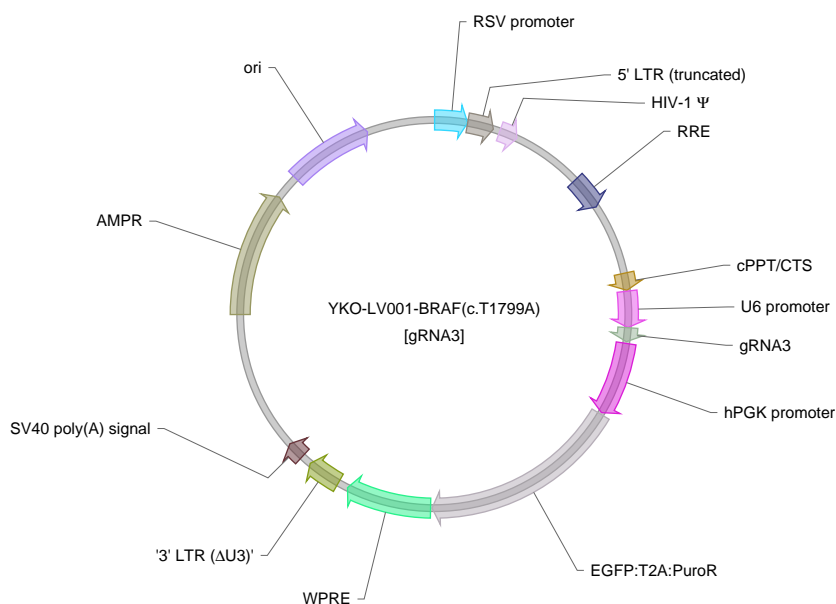 RSV promoter
5' LTR (truncated)
HIV-1 Ψ
RRE
cPPT/CTS
U6 promoter
gRNA3
hPGK promoter
EGFP:T2A:PuroR
WPRE
'3' LTR (ΔU3)'
SV40 poly(A) signal
AMPR
ori
YKO-LV001-BRAF(c.T1799A)
[gRNA3]